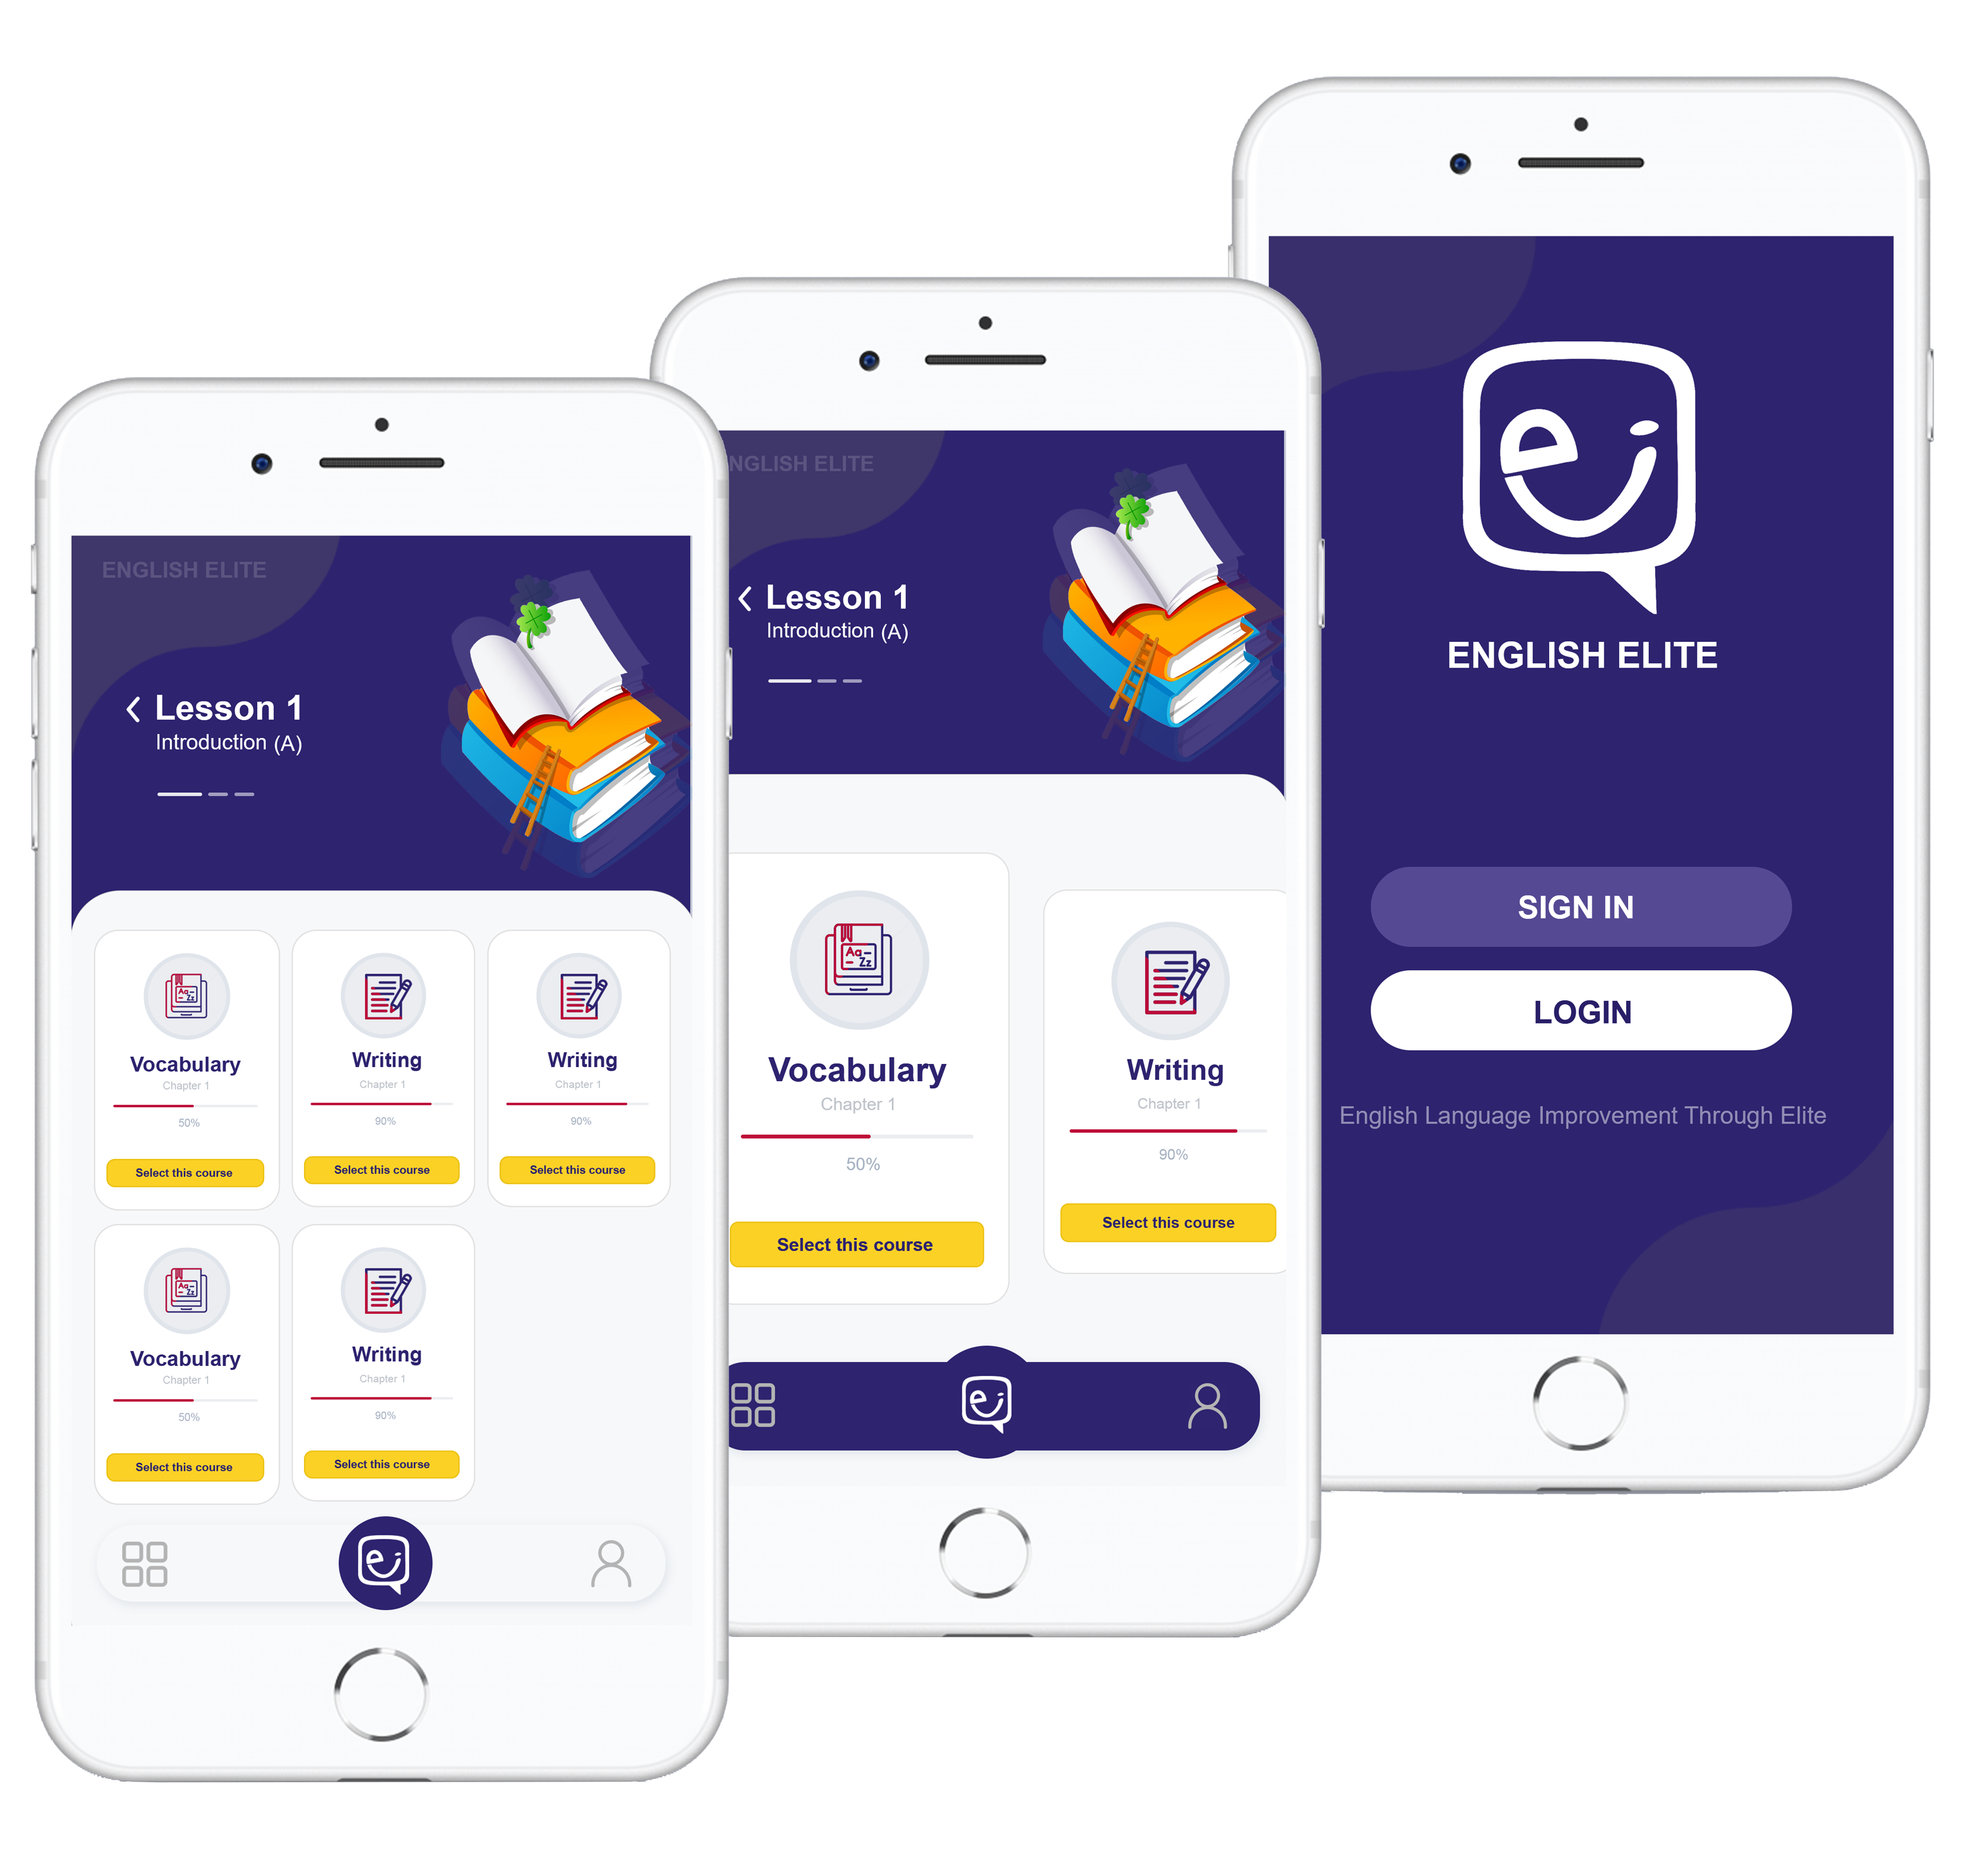 ENGLISH ELITE
Lesson 1
Introduction (A)
Vocabulary
Chapter 1
50%
Select this course
Writing
Chapter 1
90%
Select this course
Writing
Chapter 1
90%
Select this course
Vocabulary
Chapter 1
50%
Select this course
Writing
Chapter 1
90%
Select this course
NGLISH ELITE
Lesson 1
Introduction (A)
Vocabulary
Chapter 1
50%
Select this course
Writing
Chapter 1
90%
Select this course
ENGLISH ELITE
SIGN IN
LOGIN
English Language Improvement Through Elite